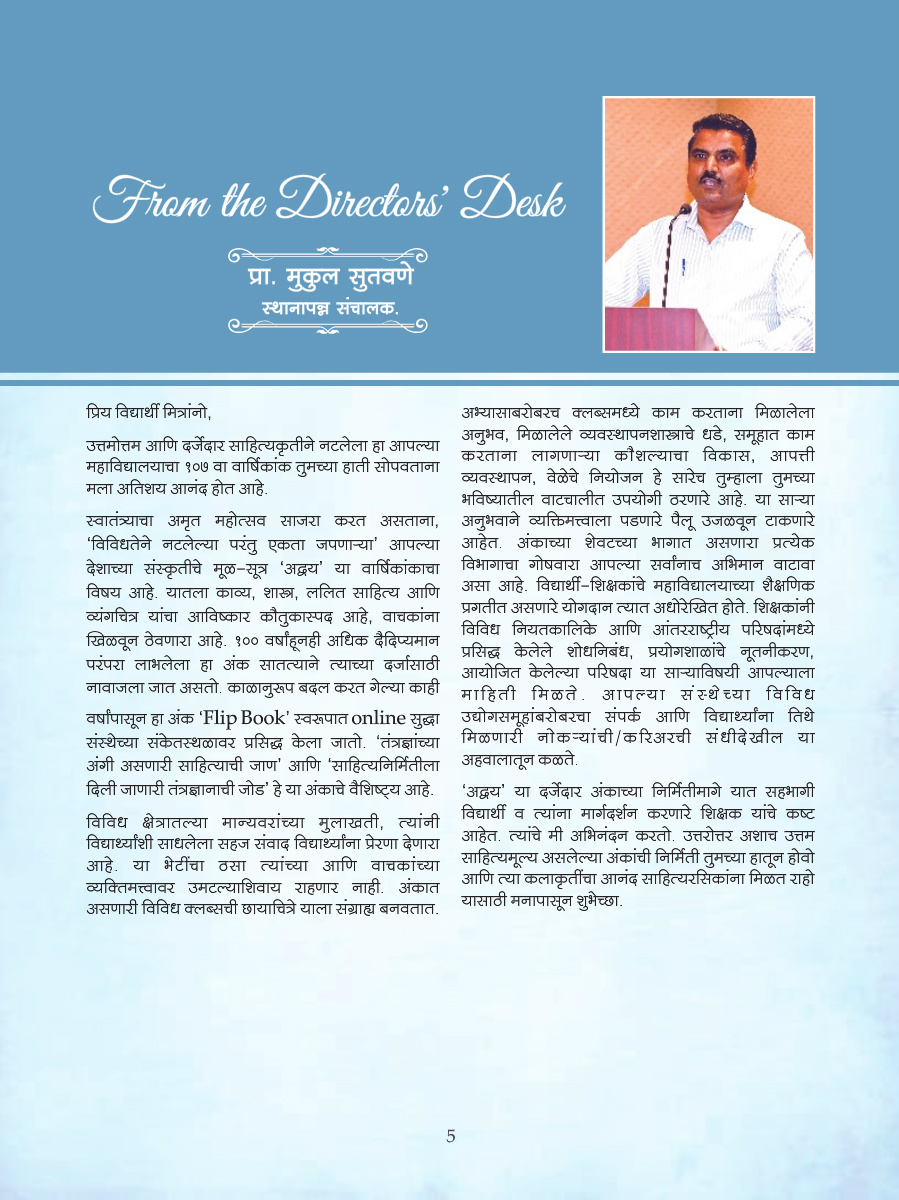 From the Directors' Desk
प्रा. मुकुल सुतवणे
स्थानापन्न संचालक.
प्रिय विद्यार्थी मित्रांनो,
उत्तमोत्तम आणि दर्जेदार साहित्यकृतीने नटलेला हा आपल्या
महाविद्यालयाचा १०७ वा वार्षिकांक तुमच्या हाती सोपवताना
मला अतिशय आनंद होत आहे.
स्वातंत्र्याचा अमृत महोत्सव साजरा करत असताना,
‘विविधतेने नटलेल्या परंतु एकता जपणाऱ्या’ आपल्या
देशाच्या संस्कृतीचे मूळ–सूत्र ‘अद्वय’ या वार्षिकांकाचा
विषय आहे. यातला काव्य, शास्त्र, ललित साहित्य आणि
व्यंगचित्र यांचा आविष्कार कौतुकास्पद आहे, वाचकांना
खिळवून ठेवणारा आहे. १०० वर्षांहूनही अधिक दैदिप्यमान
परंपरा लाभलेला हा अंक सातत्याने त्याच्या दर्जासाठी
नावाजला जात असतो. काळानुरूप बदल करत गेल्या काही
वर्षांपासून हा अंक ‘Flip Book’ स्वरूपात online सुद्धा
संस्थेच्या संकेतस्थळावर प्रसिद्ध केला जातो. ‘तंत्रज्ञांच्या
अंगी असणारी साहित्याची जाण’ आणि ‘साहित्यनिर्मितीला
दिली जाणारी तंत्रज्ञानाची जोड’ हे या अंकाचे वैशिष्ट्य आहे.
विविध क्षेत्रातल्या मान्यवरांच्या मुलाखती, त्यांनी
विद्यार्थ्यांशी साधलेला सहज संवाद विद्यार्थ्यांना प्रेरणा देणारा
आहे. या भेटींचा ठसा त्यांच्या आणि वाचकांच्या
व्यक्तिमत्त्वावर उमटल्याशिवाय राहणार नाही. अंकात
असणारी विविध क्लब्सची छायाचित्रे याला संग्राह्य बनवतात.
अभ्यासाबरोबरच क्लब्समध्ये काम करताना मिळालेला
अनुभव, मिळालेले व्यवस्थापनशास्त्राचे धडे, समूहात काम
करताना लागणाऱ्या कौशल्याचा विकास, आपत्ती
व्यवस्थापन, वेळेचे नियोजन हे सारेच तुम्हाला तुमच्या
भविष्यातील वाटचालीत उपयोगी ठरणारे आहे. या साऱ्या
अनुभवाने व्यक्तिमत्त्वाला पडणारे पैलू उजळवून टाकणारे
आहेत. अंकाच्या शेवटच्या भागात असणारा प्रत्येक
विभागाचा गोषवारा आपल्या सर्वांनाच अभिमान वाटावा
असा आहे. विद्यार्थी–शिक्षकांचे महाविद्यालयाच्या शैक्षणिक
प्रगतीत असणारे योगदान त्यात अधोरेखित होते. शिक्षकांनी
विविध नियतकालिके आणि आंतरराष्ट्रीय परिषदांमध्ये
प्रसिद्ध केलेले शोधनिबंध, प्रयोगशाळांचे नूतनीकरण,
आयोजित केलेल्या परिषदा या साऱ्याविषयी आपल्याला
माहिती मिळते. आपल्या संस्थेच्या विविध
उद्योगसमूहांबरोबरचा संपर्क आणि विद्यार्थ्यांना तिथे
मिळणारी नोकऱ्यांची/करिअरची संधीदेखील या
अहवालातून कळते.
‘अद्वय’ या दर्जेदार अंकाच्या निर्मितीमागे यात सहभागी
विद्यार्थी व त्यांना मार्गदर्शन करणारे शिक्षक यांचे कष्ट
आहेत. त्यांचे मी अभिनंदन करतो. उत्तरोत्तर अशाच उत्तम
साहित्यमूल्य असलेल्या अंकांची निर्मिती तुमच्या हातून होवो
आणि त्या कलाकृतींचा आनंद साहित्यरसिकांना मिळत राहो
यासाठी मनापासून शुभेच्छा.
5